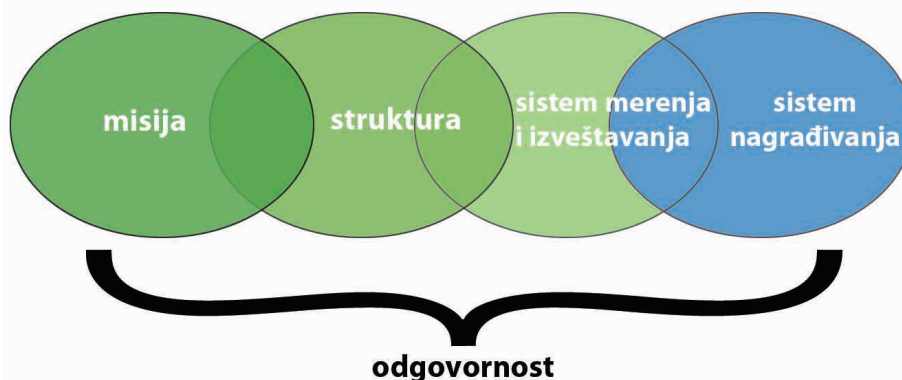 misija
struktura
sistem merenja
i izveštavanja
sistem
nagrađivanja
odgovornost